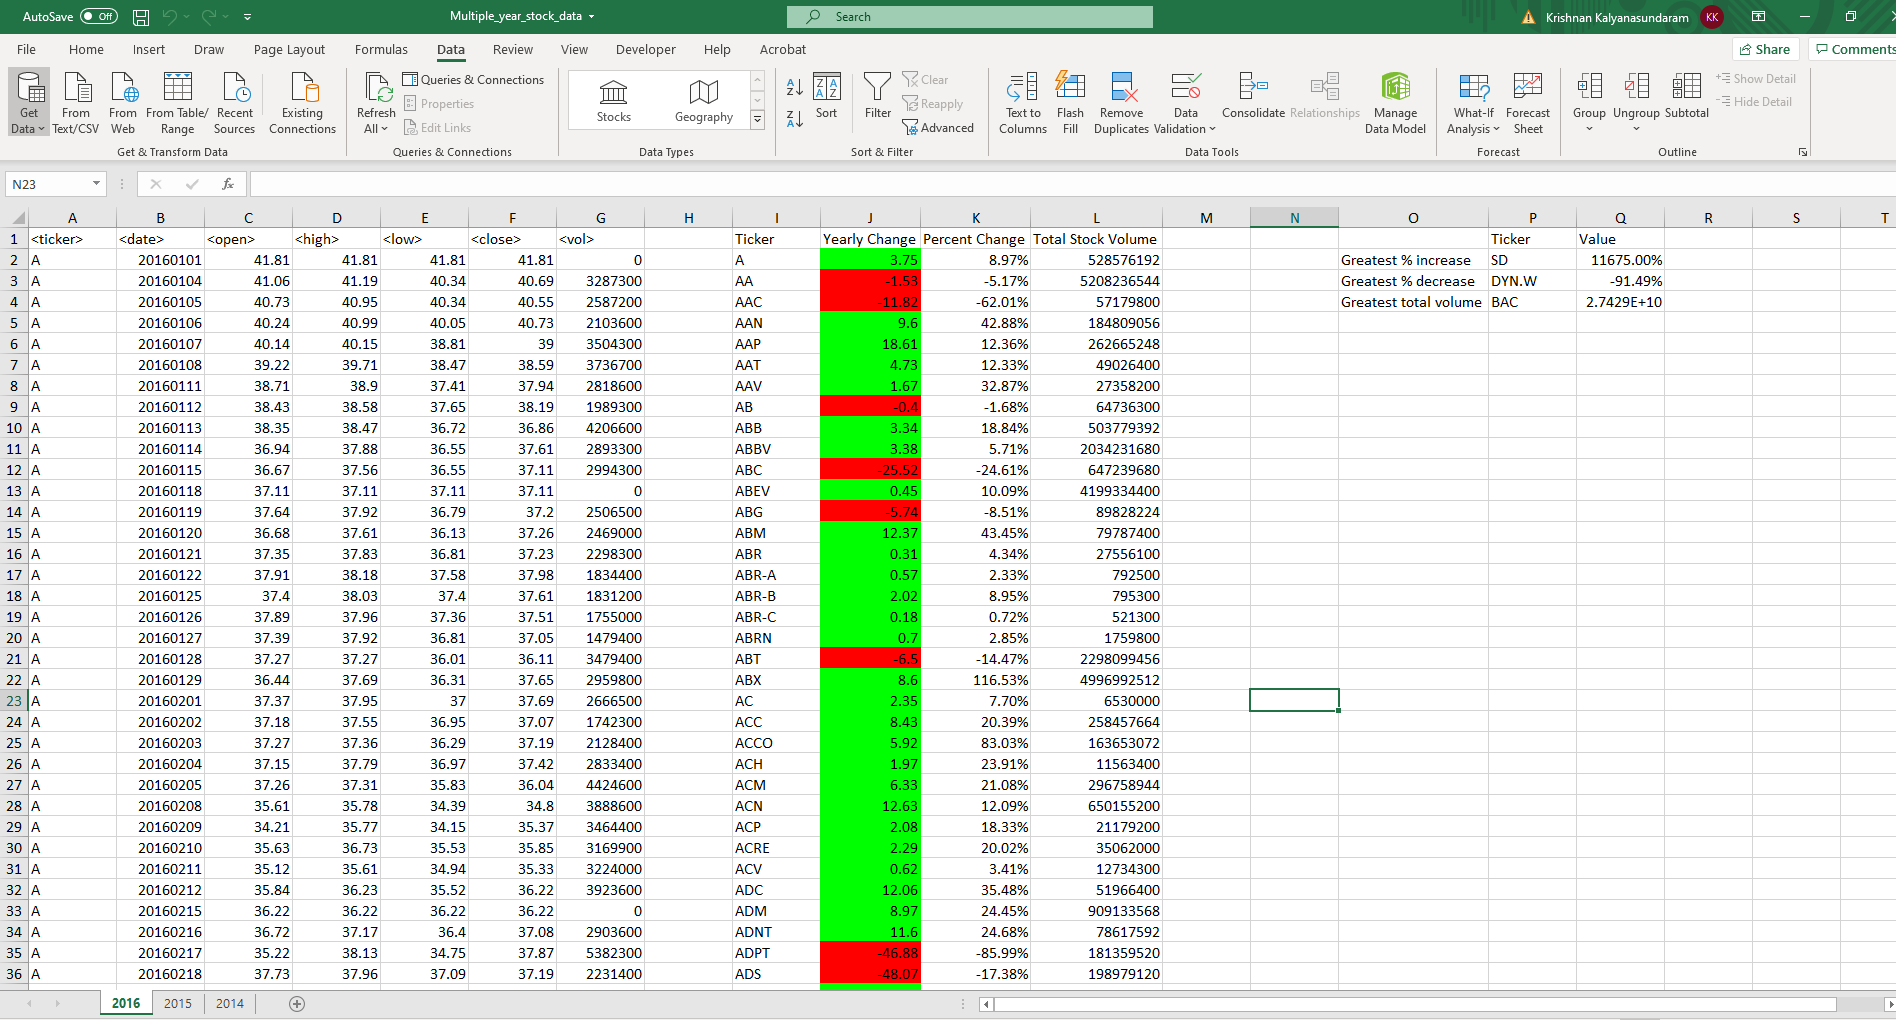 AutoSave Off Multiple_year_stock_data Search Krishnan Kalyanasundaram KK
File Home Insert Draw Page Layout Formulas Data Review View Developer Help Acrobat Share Comments
Get Data From Text/CSV From Web From Table/ Range Recent Sources Existing Connections Refresh All Queries & Connections Properties Edit Links Stocks Geography Sort Filter Clear Reapply Advanced Text to Columns Flash Fill Remove Duplicates Data Validation Consolidate Relationships Manage Data Model What-If Analysis Forecast Sheet Group Ungroup Subtotal Show Detail Hide Detail
Get & Transform Data Queries & Connections Data Types Sort & Filter Data Tools Forecast Outline
N23 fx
A B C D E F G H I J K L M N O P Q R S T
1 <ticker> <date> <open> <high> <low> <close> <vol> Ticker Yearly Change Percent Change Total Stock Volume Ticker Value
2 A 20160101 41.81 41.81 41.81 41.81 0 A 3.75 8.97% 528576192 Greatest % increase SD 11675.00%
3 A 20160104 41.06 41.19 40.34 40.69 3287300 AA -1.53 -5.17% 5208236544 Greatest % decrease DYN.W -91.49%
4 A 20160105 40.73 40.95 40.34 40.55 2587200 AAC -11.82 -62.01% 57179800 Greatest total volume BAC 2.7429E+10
5 A 20160106 40.24 40.99 40.05 40.73 2103600 AAN 9.6 42.88% 184809056
6 A 20160107 40.14 40.15 38.81 39 3504300 AAP 18.61 12.36% 262665248
7 A 20160108 39.22 39.71 38.47 38.59 3736700 AAT 4.73 12.33% 49026400
8 A 20160111 38.71 38.9 37.41 37.94 2818600 AAV 1.67 32.87% 27358200
9 A 20160112 38.43 38.58 37.65 38.19 1989300 AB -0.4 -1.68% 64736300
10 A 20160113 38.35 38.47 36.72 36.86 4206600 ABB 3.34 18.84% 503779392
11 A 20160114 36.94 37.88 36.55 37.61 2893300 ABBV 3.38 5.71% 2034231680
12 A 20160115 36.67 37.56 36.55 37.11 2994300 ABC -25.52 -24.61% 647239680
13 A 20160118 37.11 37.11 37.11 37.11 0 ABEV 0.45 10.09% 4199334400
14 A 20160119 37.64 37.92 36.79 37.2 2506500 ABG -5.74 -8.51% 89828224
15 A 20160120 36.68 37.61 36.13 37.26 2469000 ABM 12.37 43.45% 79787400
16 A 20160121 37.35 37.83 36.81 37.23 2298300 ABR 0.31 4.34% 27556100
17 A 20160122 37.91 38.18 37.58 37.98 1834400 ABR-A 0.57 2.33% 792500
18 A 20160125 37.4 38.03 37.4 37.61 1831200 ABR-B 2.02 8.95% 795300
19 A 20160126 37.89 37.96 37.36 37.51 1755000 ABR-C 0.18 0.72% 521300
20 A 20160127 37.39 37.92 36.81 37.05 1479400 ABRN 0.7 2.85% 1759800
21 A 20160128 37.27 37.27 36.01 36.11 3479400 ABT -6.5 -14.47% 2298099456
22 A 20160129 36.44 37.69 36.31 37.65 2959800 ABX 8.6 116.53% 4996992512
23 A 20160201 37.37 37.95 37 37.69 2666500 AC 2.35 7.70% 6530000
24 A 20160202 37.18 37.55 36.95 37.07 1742300 ACC 8.43 20.39% 258457664
25 A 20160203 37.27 37.36 36.29 37.19 2128400 ACCO 5.92 83.03% 163653072
26 A 20160204 37.15 37.79 36.97 37.42 2833400 ACH 1.97 23.91% 11563400
27 A 20160205 37.26 37.31 35.83 36.04 4424600 ACM 6.33 21.08% 296758944
28 A 20160208 35.61 35.78 34.39 34.8 3888600 ACN 12.63 12.09% 650155200
29 A 20160209 34.21 35.77 34.15 35.37 3464400 ACP 2.08 18.33% 21179200
30 A 20160210 35.63 36.73 35.53 35.85 3169900 ACRE 2.29 20.02% 35062000
31 A 20160211 35.12 35.61 34.94 35.33 3224000 ACV 0.62 3.41% 12734300
32 A 20160212 35.84 36.23 35.52 36.22 3923600 ADC 12.06 35.48% 51966400
33 A 20160215 36.22 36.22 36.22 36.22 0 ADM 8.97 24.45% 909133568
34 A 20160216 36.72 37.17 36.4 37.08 2903600 ADNT 11.6 24.68% 78617592
35 A 20160217 35.22 38.13 34.75 37.87 5382300 ADPT -46.88 -85.99% 181359520
36 A 20160218 37.73 37.96 37.09 37.19 2231400 ADS -48.07 -17.38% 198979120
2016 2015 2014